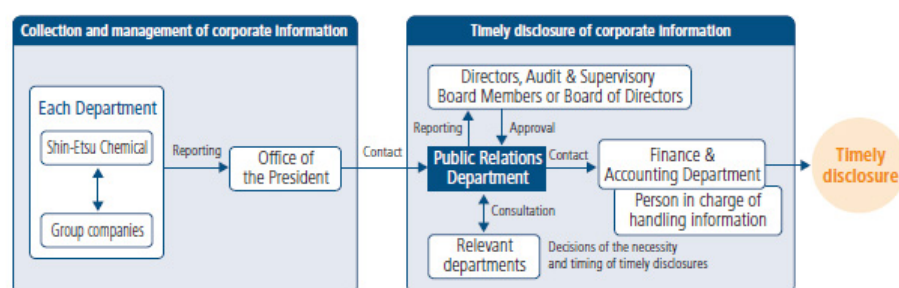 Collection and management of corporate information
Each Department
Shin-Etsu Chemical
Group companies
Reporting
Office of
the President
Contact
Timely disclosure of corporate information
Directors, Audit & Supervisory
Board Members or Board of Directors
Reporting
Approval
Public Relations
Department
Contact
Finance &
Accounting Department
Person in charge of
handling information
Consultation
Relevant
departments
Decisions of the necessity
and timing of timely disclosures
Timely
disclosure